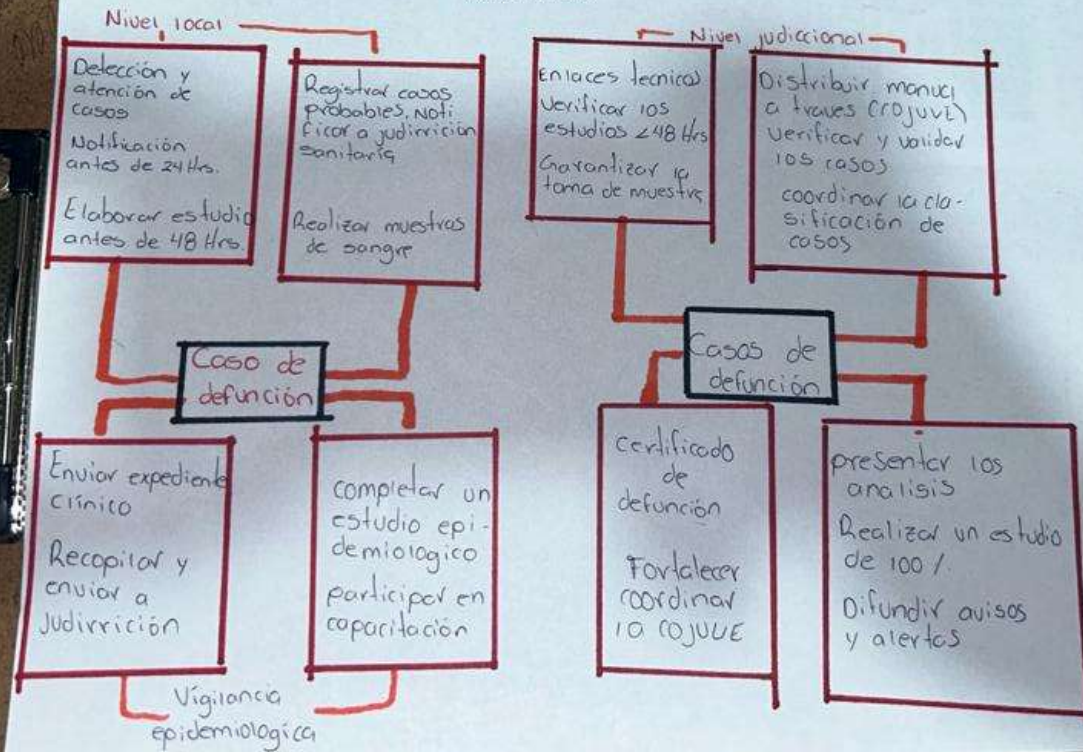 Nivel local
Detección y
atención de
casos
Notificación
antes de 24 Hrs.
Elaborar estudio
antes de 48 Hrs.
Registrar casos
probables, Noti
ficar a judirrición
sanitaria
Realizar muestras
de sangre
Caso de
defunción
Enviar expediente
Clínico
Recopilar y
enviar a
Judirrición
completar un
estudio epi-
demiologico
participar en
capacitación
Vigilancia
epidemiologica
Nivel judiccional
Enlaces tecnicos
Verificar los
estudios <48 Hrs
Garantizar la
toma de muestra
Distribuir manual
a traves (COJUVE)
Verificar y validar
los casos
coordinar la cla-
sificación de
casos
Casos de
defunción
Certificado
de
defunción
Fortalecer
coordinar
la COJUVE
presentar los
analisis
Realizar un estudio
de 100%
Difundir avisos
y alertas